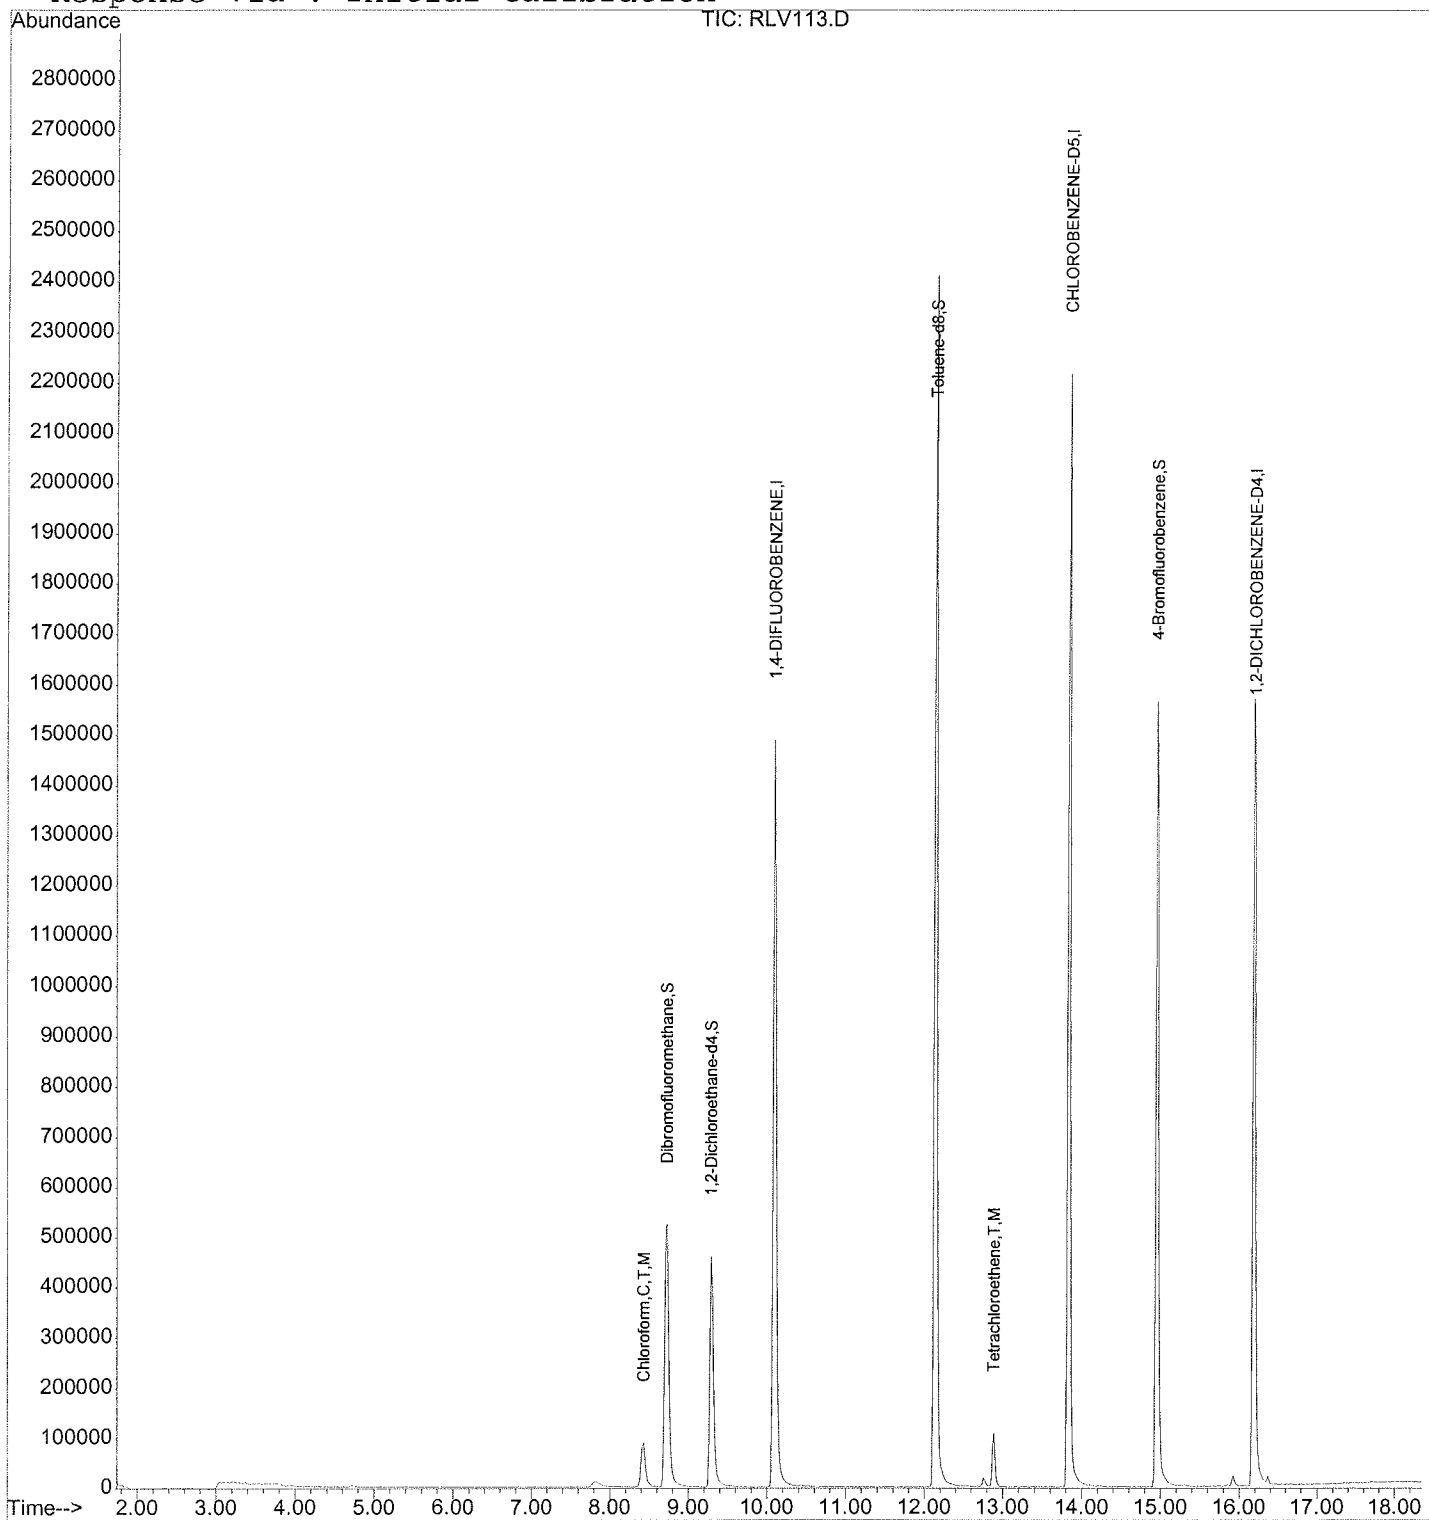 Response via : Initial Calibration
Abundance
TIC: RLV113.D
2800000
2700000
2600000
2500000
2400000
2300000
2200000
2100000
2000000
1900000
1800000
1700000
1600000
1500000
1400000
1300000
1200000
1100000
1000000
900000
800000
700000
600000
500000
400000
300000
200000
100000
0
Chloroform,C,T,M
Dibromofluoromethane,S
1,2-Dichloroethane-d4,S
1,4-DIFLUOROBENZENE,I
Toluene-d8,S
Tetrachloroethene,T,M
CHLOROBENZENE-D5,I
4-Bromofluorobenzene,S
1,2-DICHLOROBENZENE-D4,I
Time--> 2.00 3.00 4.00 5.00 6.00 7.00 8.00 9.00 10.00 11.00 12.00 13.00 14.00 15.00 16.00 17.00 18.00